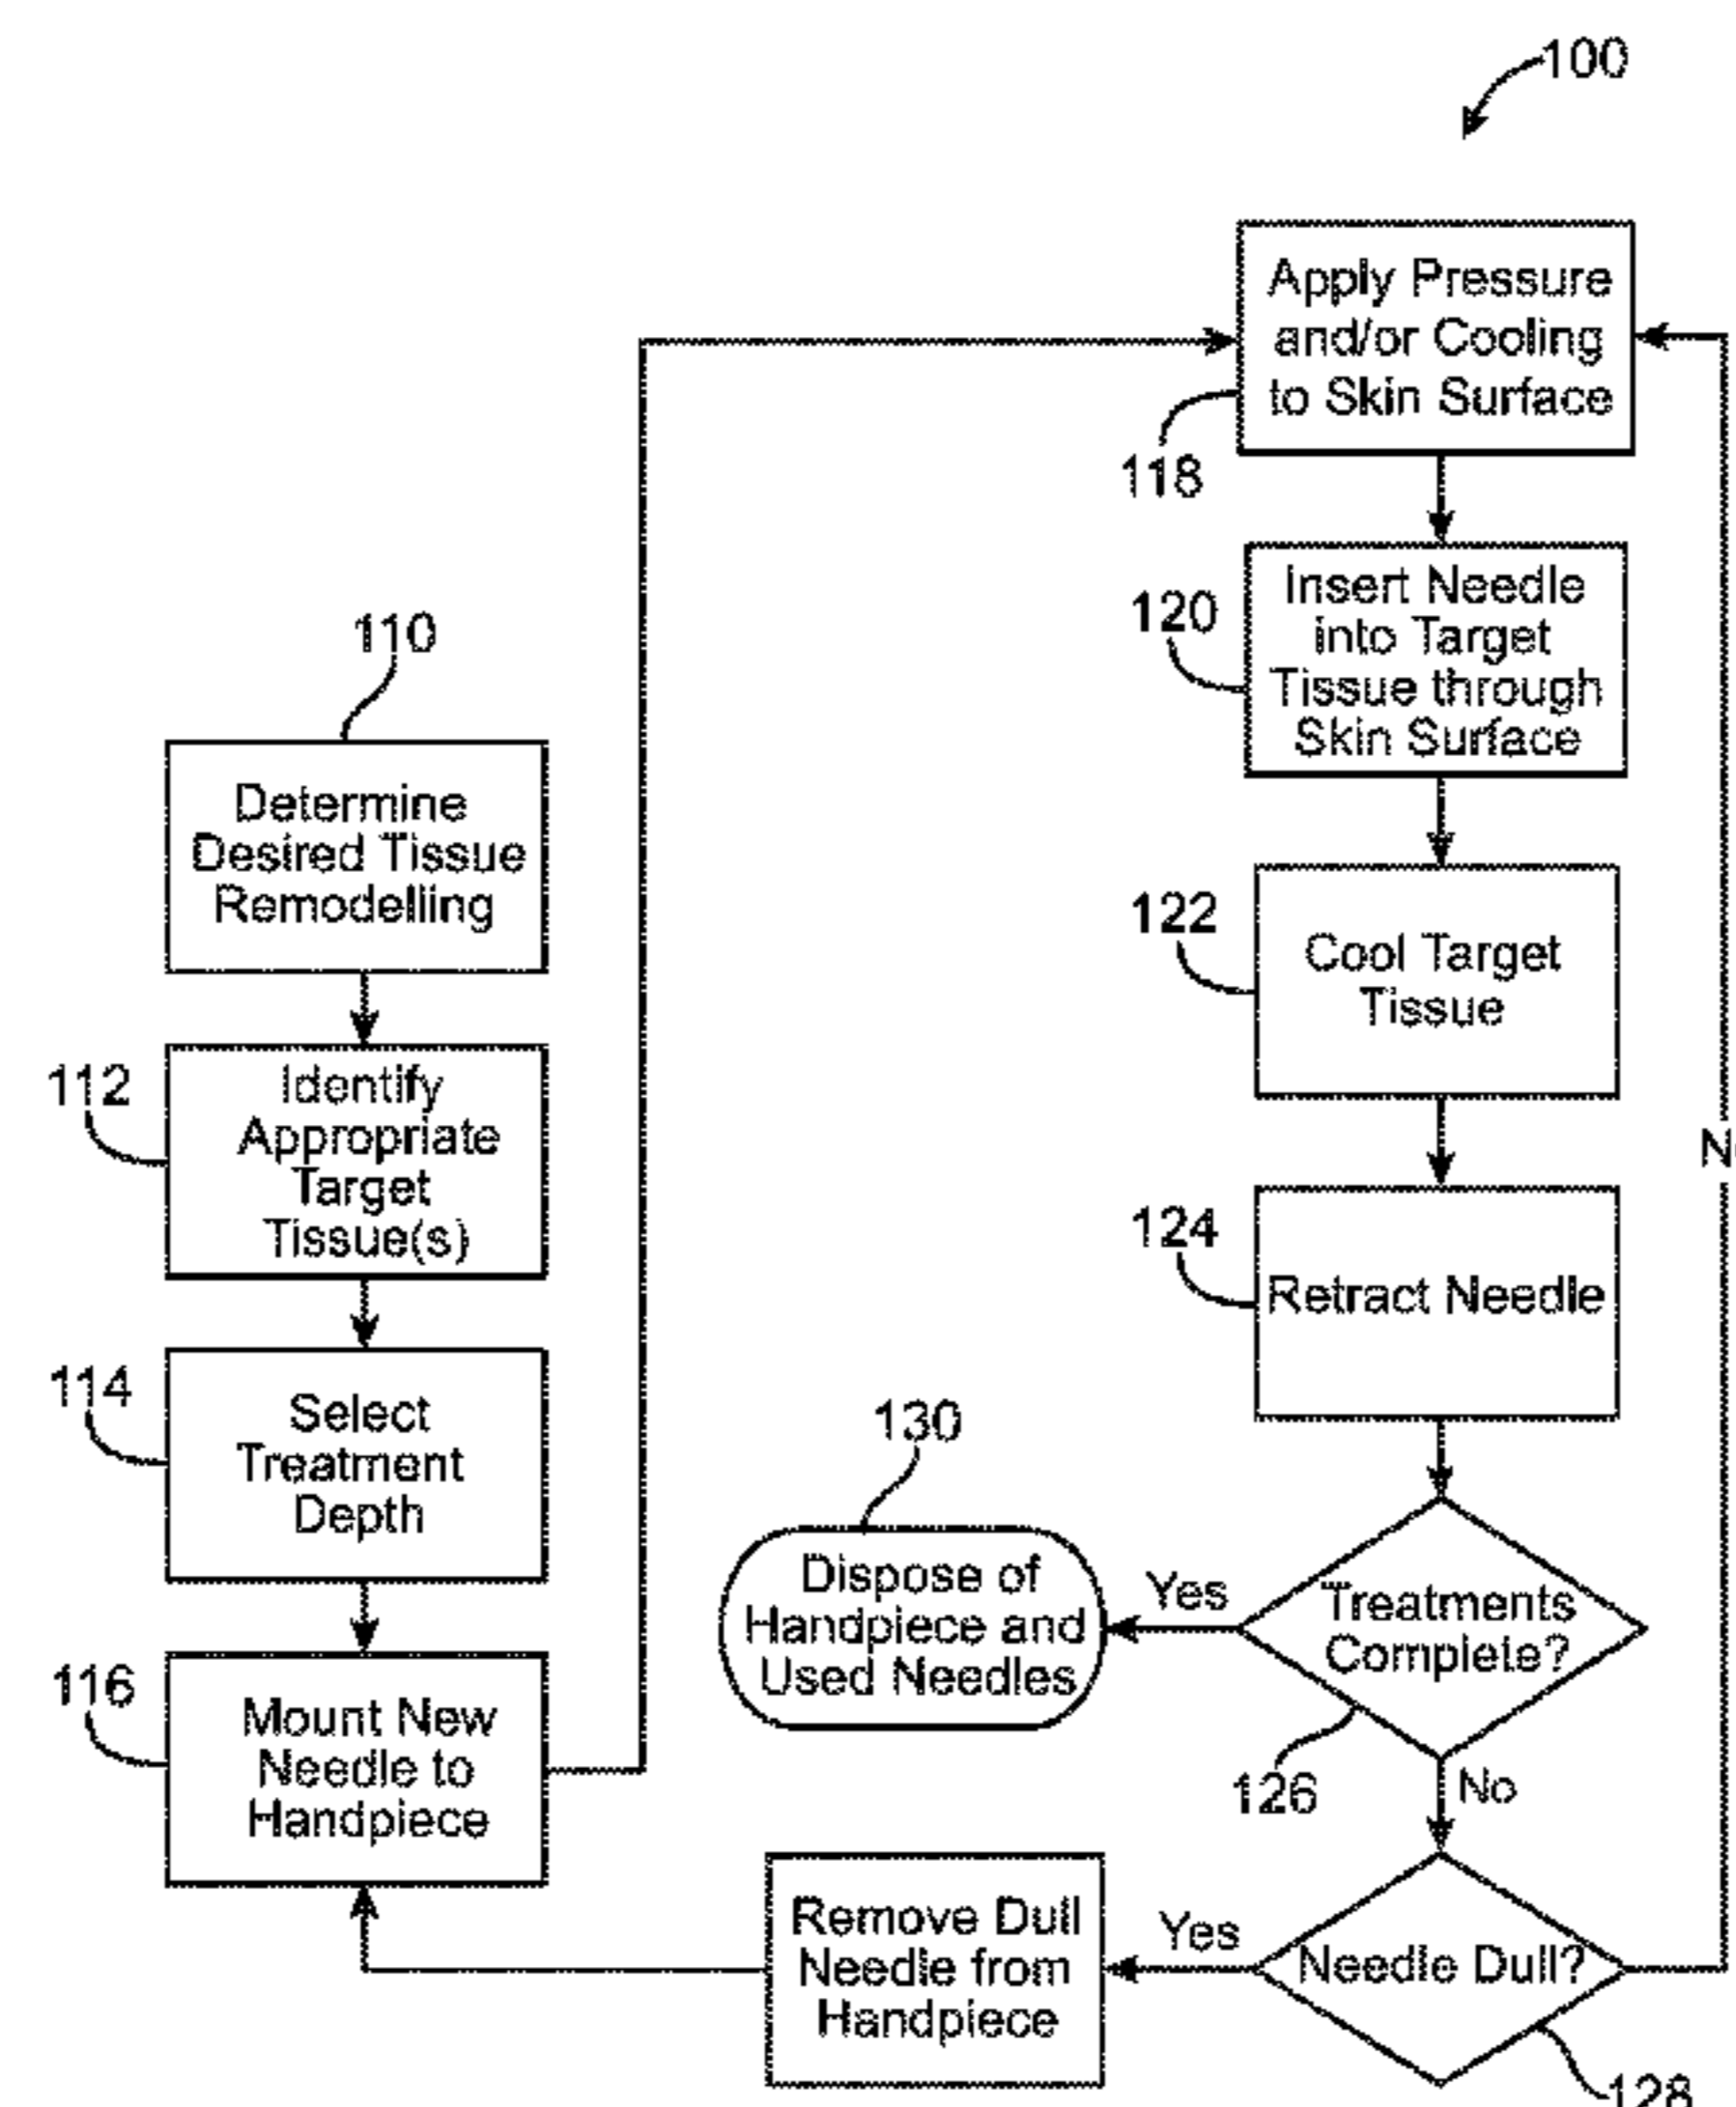 100
Apply Pressure
and/or Cooling
to Skin Surface
118
Insert Needle
into Target
Tissue through
Skin Surface
120
110
Determine
Desired Tissue
Remodelling
122
Cool Target
Tissue
112
Identify
Appropriate
Target
Tissue(s)
N
124
Retract Needle
114
Select
Treatment
Depth
130
Dispose of
Handpiece and
Used Needles
Yes
Treatments
Complete?
126
No
116
Mount New
Needle to
Handpiece
Remove Dull
Needle from
Handpiece
Yes
Needle Dull?
128